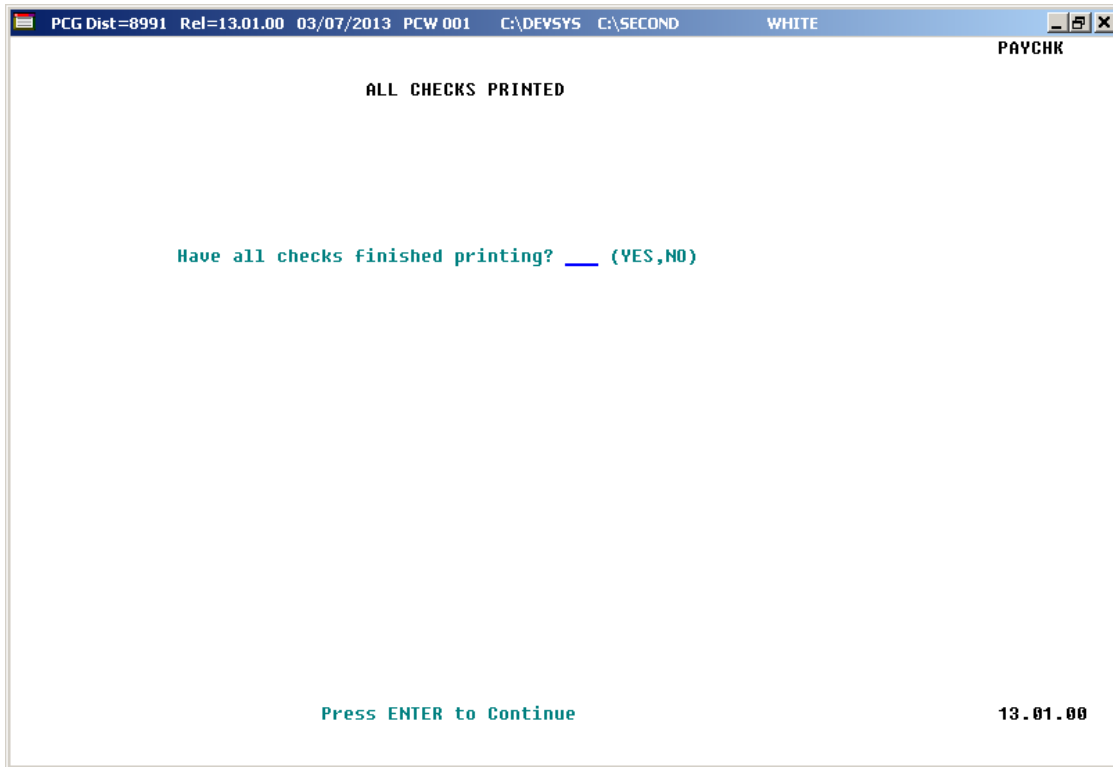 PCG Dist=8991 Rel=13.01.00 03/07/2013 PCW 001 C:\DEVSYS C:\SECOND WHITE
PAYCHK
ALL CHECKS PRINTED
Have all checks finished printing? ___ (YES,NO)
Press ENTER to Continue 13.01.00